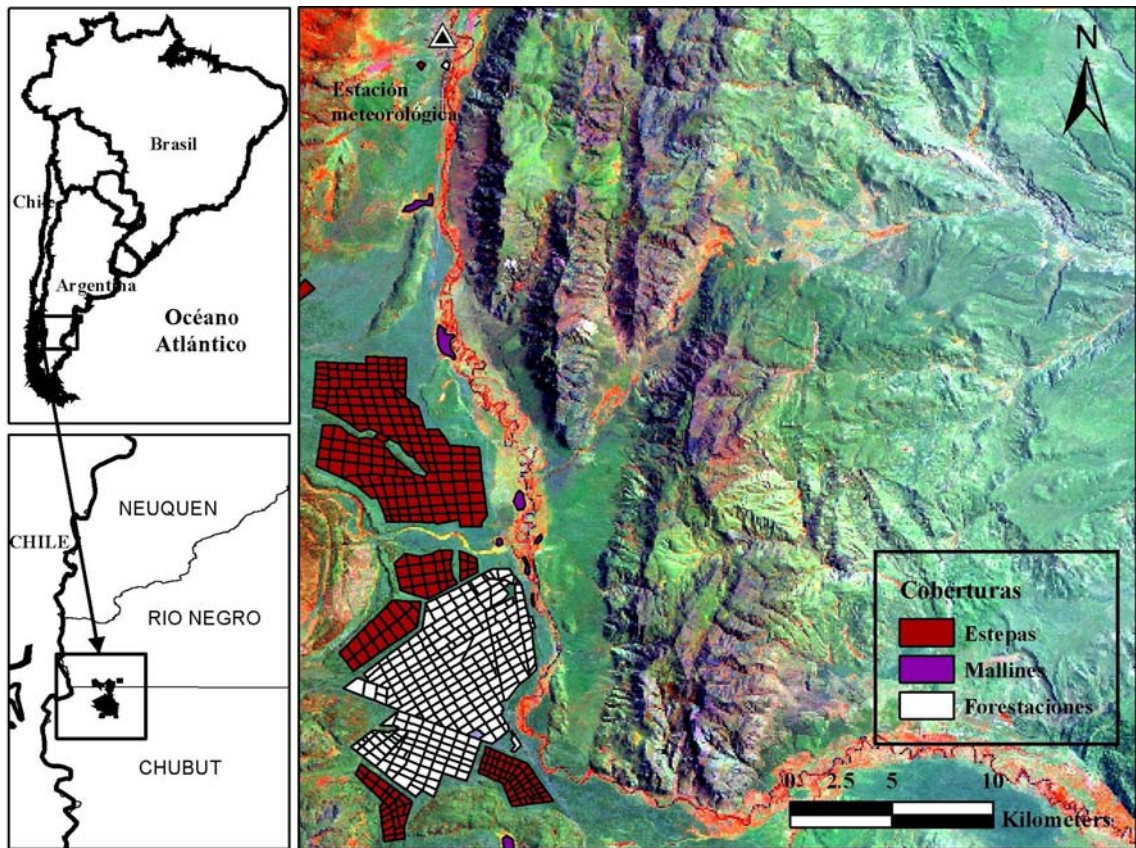 Brasil
Chile
Argentina
Océano
Atlántico
NEUQUEN
CHILE
RIO NEGRO
CHUBUT
Estación
meteorológica
N
Coberturas
Estepas
Mallines
Forestaciones
0 2.5 5 10
Kilometers